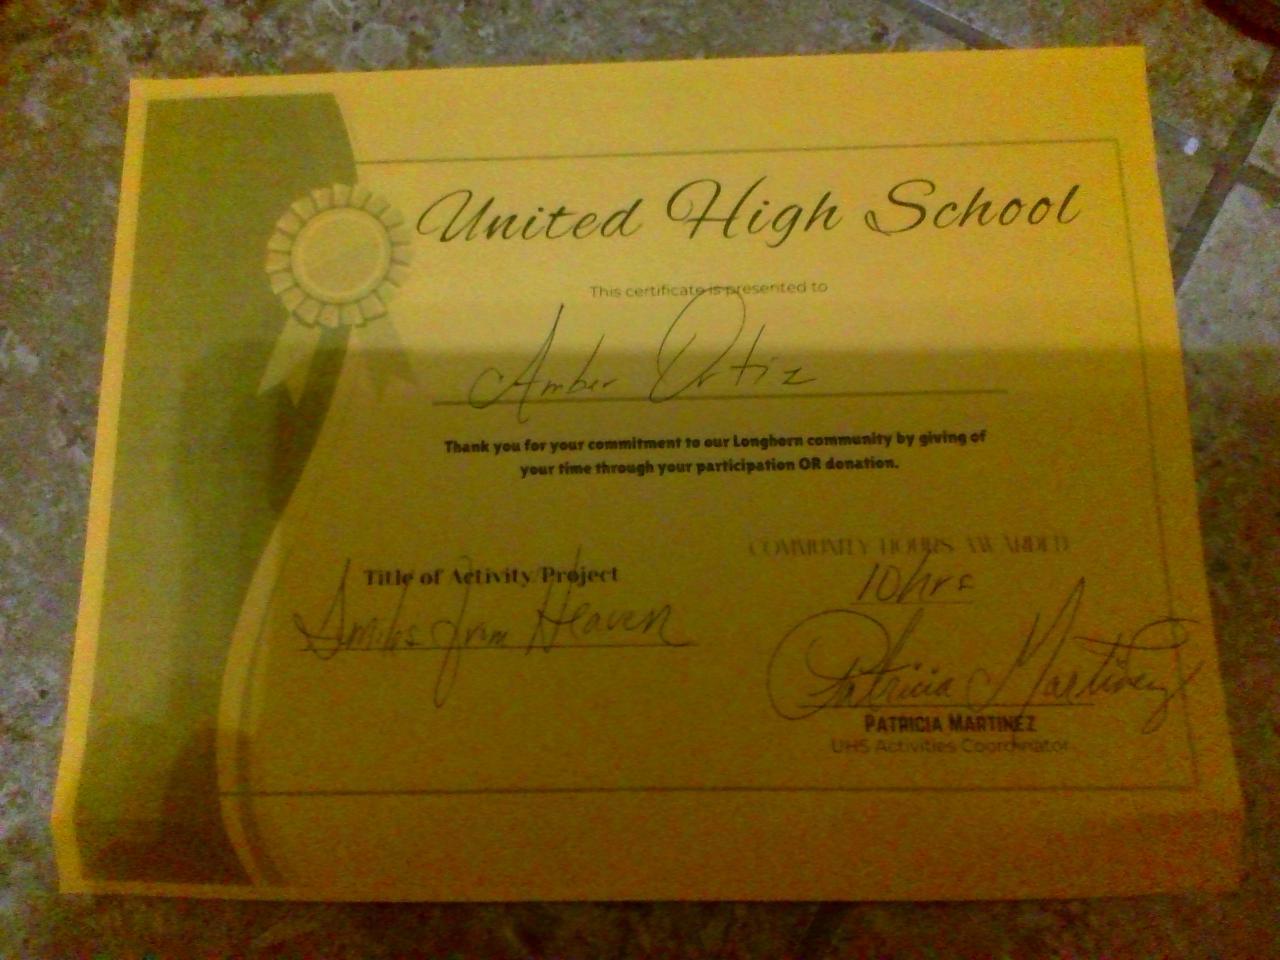 United High School
This certificate is presented to
Amber Ortiz
Thank you for your commitment to our Longhorn community by giving of
your time through your participation OR donation.
COMMUNITY HOURS AWARDED
10 hrs
Title of Activity/Project
Smiles from Heaven
Patricia Martinez
PATRICIA MARTINEZ
UHS Activities Coordinator